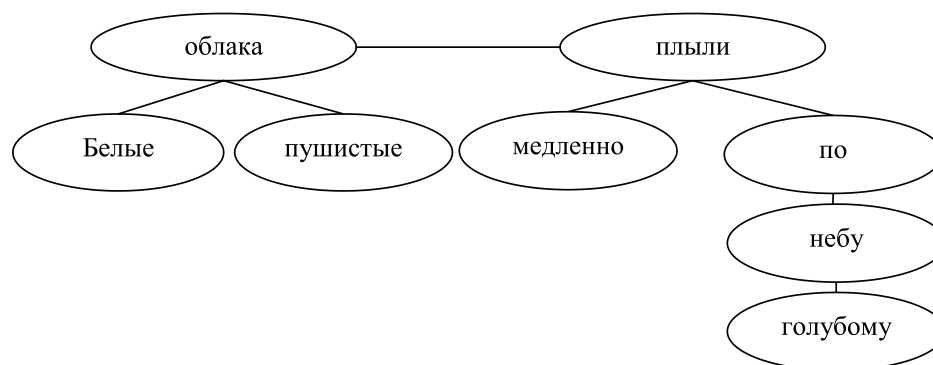 облака плыли
Белые пушистые медленно по
небу
голубому